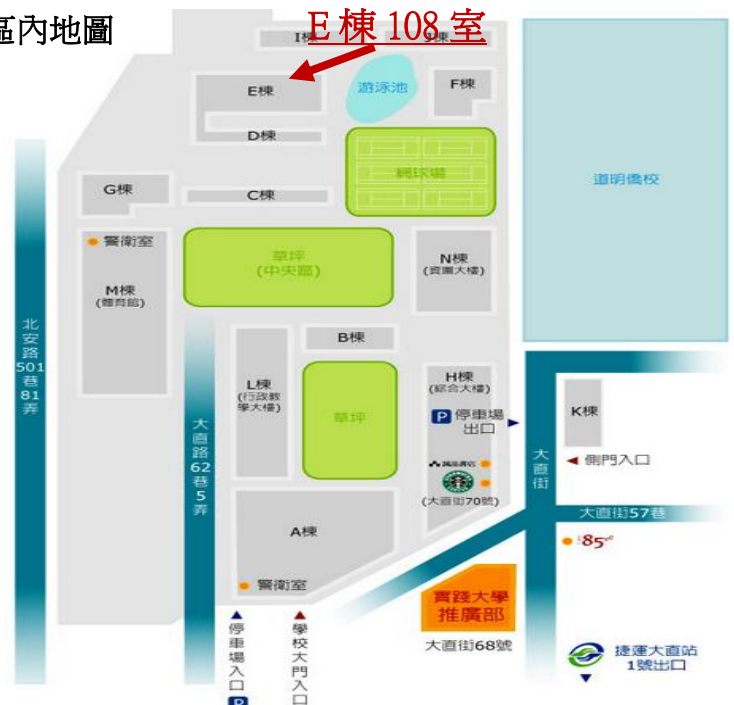 區內地圖
E棟108室
I棟
J棟
E棟
游泳池
F棟
D棟
網球場
道明僑校
G棟
C棟
警衛室
草坪
(中央區)
N棟
(資圖大樓)
M棟
(體育館)
北安路501巷81弄
B棟
L棟
(行政教
學大樓)
草坪
H棟
(綜合大樓)
P 停車場
出口
K棟
大直路62巷5弄
大直街
側門入口
誠品書店
(大直街70號)
大直街57巷
A棟
85
警衛室
實踐大學
推廣部
大直街68號
停車場入口 P
學校大門入口
捷運大直站
1號出口